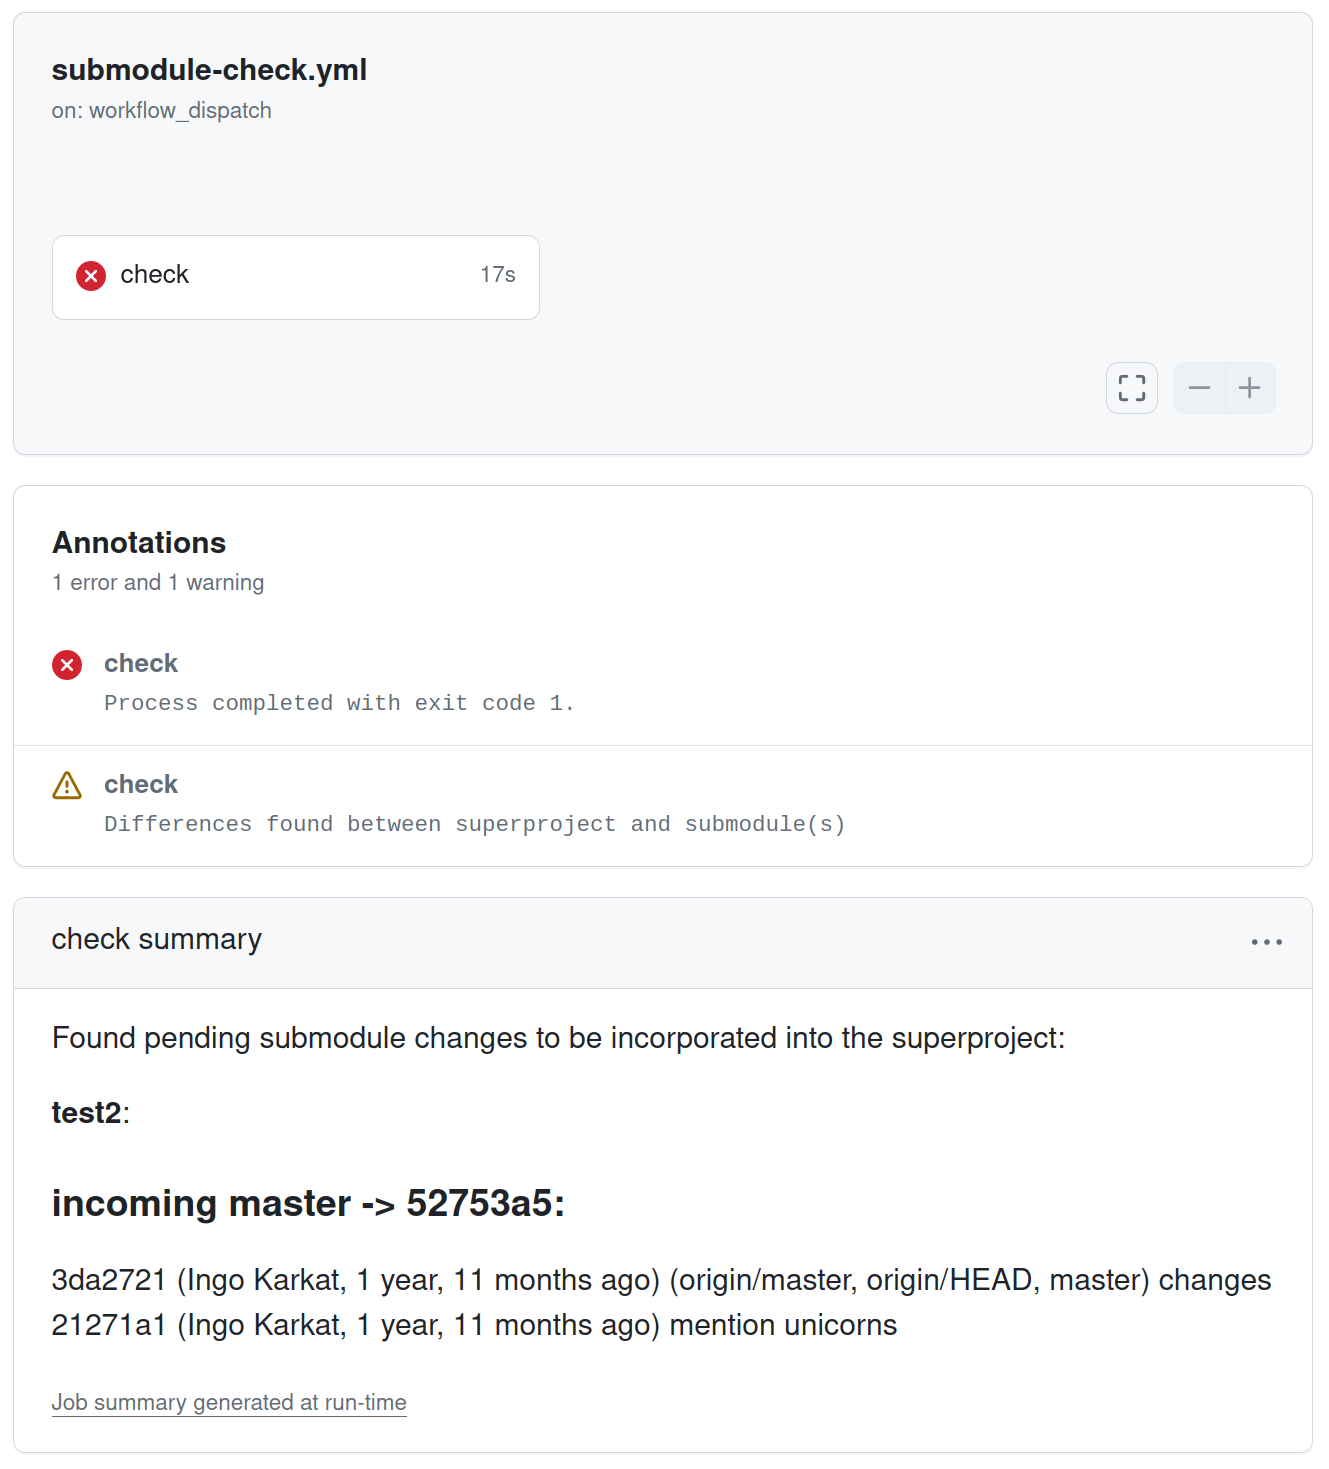 submodule-check.yml
on: workflow_dispatch
check 17s
Annotations
1 error and 1 warning
check
Process completed with exit code 1.
check
Differences found between superproject and submodule(s)
check summary
Found pending submodule changes to be incorporated into the superproject:
test2:
incoming master -> 52753a5:
3da2721 (Ingo Karkat, 1 year, 11 months ago) (origin/master, origin/HEAD, master) changes
21271a1 (Ingo Karkat, 1 year, 11 months ago) mention unicorns
Job summary generated at run-time